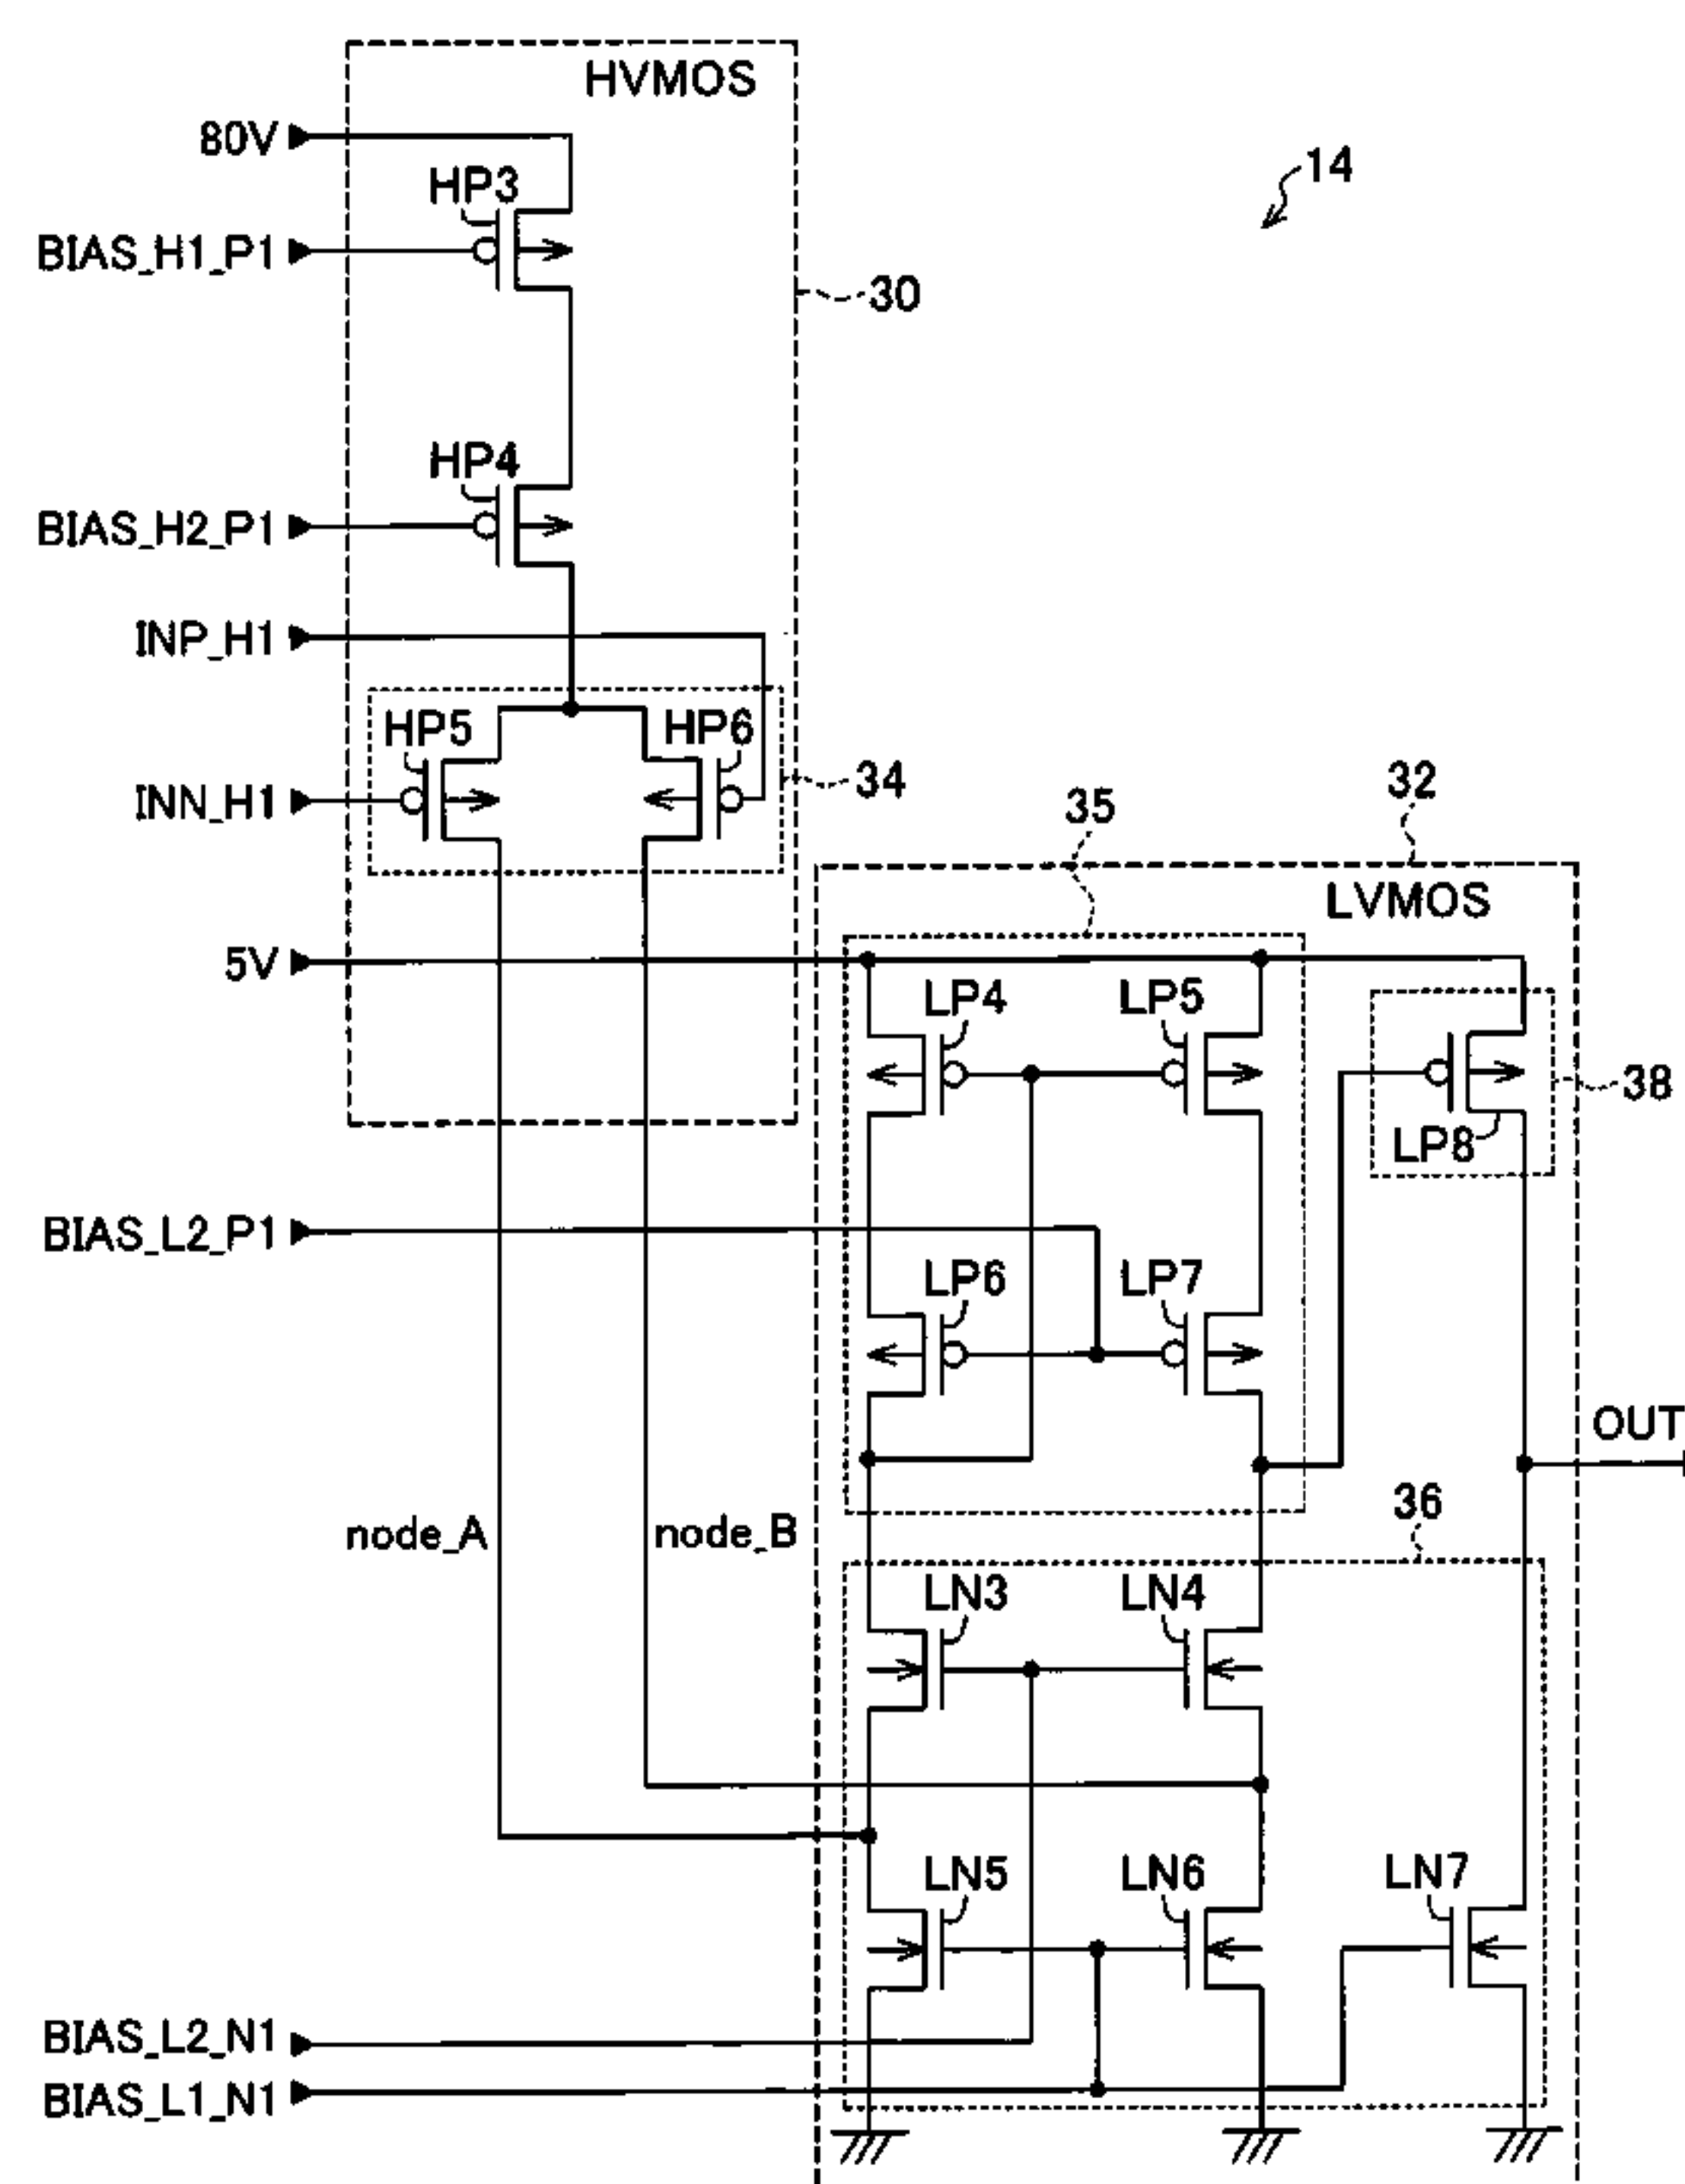 HVMOS
80V
HP3
14
BIAS_H1_P1
30
HP4
BIAS_H2_P1
INP_H1
HP5
HP6
INN_H1
34
35
32
LVMOS
5V
LP4
LP5
38
LP8
BIAS_L2_P1
LP6
LP7
OUT
36
node_A
node_B
LN3
LN4
LN5
LN6
LN7
BIAS_L2_N1
BIAS_L1_N1